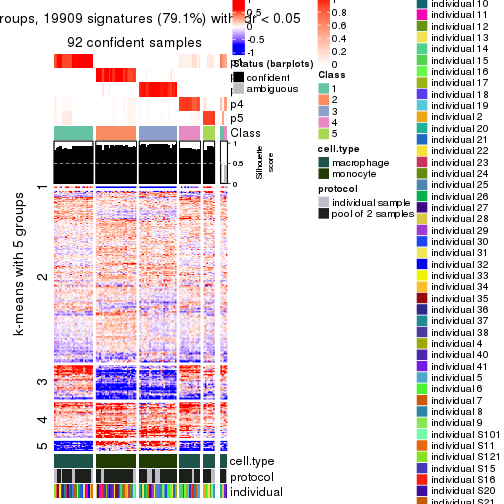 roups, 19909 signatures (79.1%) with
r < 0.05
92 confident samples
p4
p5
Class
1
0.5
0
Silhouette
score
k-means with 5 groups
1
2
3
4
5
cell.type
protocol
individual
0.5
0
-0.5
-1
Status (barplots)
confident
ambiguous
0.8
0.6
0.4
0.2
0
Class
1
2
3
4
5
cell.type
macrophage
monocyte
protocol
individual sample
pool of 2 samples
individual 10
individual 11
individual 12
individual 13
individual 14
individual 15
individual 16
individual 17
individual 18
individual 19
individual 2
individual 20
individual 21
individual 22
individual 23
individual 24
individual 25
individual 26
individual 27
individual 28
individual 29
individual 30
individual 31
individual 32
individual 33
individual 34
individual 35
individual 36
individual 37
individual 38
individual 4
individual 40
individual 41
individual 5
individual 6
individual 7
individual 8
individual 9
individual S101
individual S11
individual S121
individual S15
individual S16
individual S20
individual S21